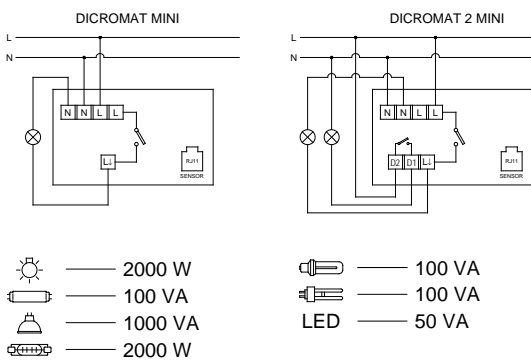 DICROMAT MINI
L
N
N N L L
L↓
RJ11
SENSOR
DICROMAT 2 MINI
L
N
N N L L
D2 D1 L↓
RJ11
SENSOR
2000 W
100 VA
1000 VA
2000 W
100 VA
100 VA
LED 50 VA